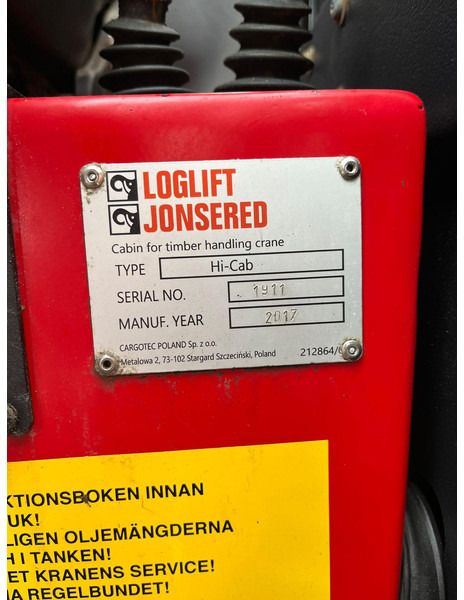 LOGLIFT
JONSERED
Cabin for timber handling crane
TYPE Hi-Cab
SERIAL NO. 1911
MANUF. YEAR 2017
CARGOTEC POLAND Sp. z o.o.
Metalowa 2, 73-102 Stargard Szczeciński, Poland 212864/
KTIONSBOKEN INNAN
UK!
LIGEN OLJEMÄNGDERNA
H I TANKEN!
ET KRANENS SERVICE!
A REGELBUNDET!